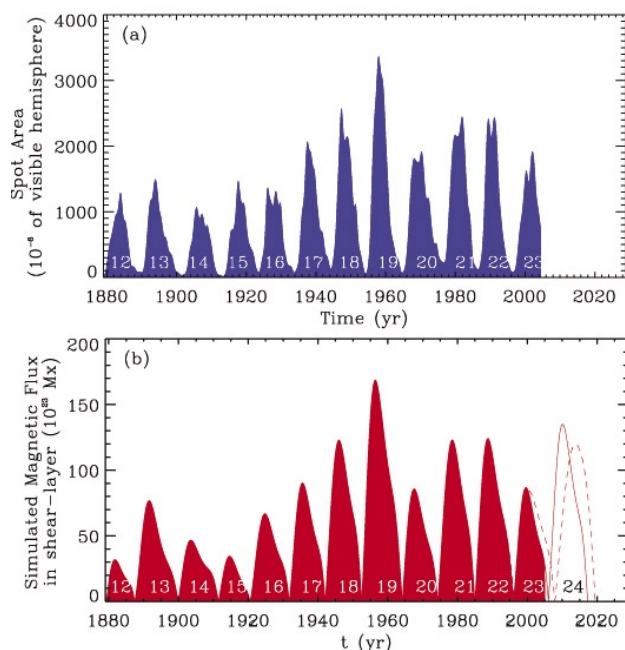 4000
(a)
3000
2000
1000
0
Spot Area
(10⁻⁶ of visible hemisphere)
12 13 14 15 16 17 18 19 20 21 22 23
1880 1900 1920 1940 1960 1980 2000 2020
Time (yr)
200
(b)
150
100
50
0
Simulated Magnetic Flux
in shear-layer (10²³ Mx)
12 13 14 15 16 17 18 19 20 21 22 23 24
1880 1900 1920 1940 1960 1980 2000 2020
t (yr)